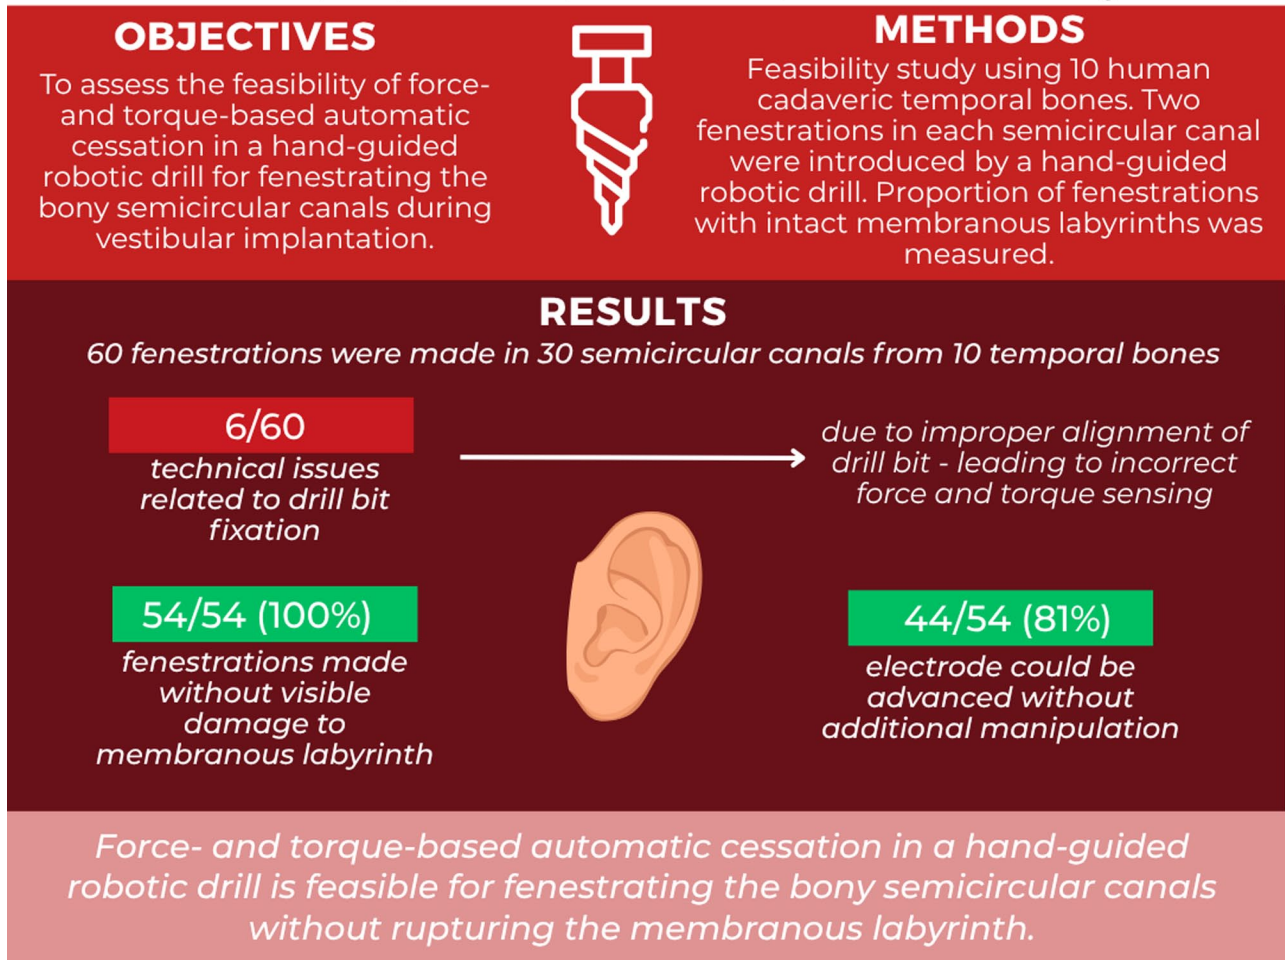 OBJECTIVES
To assess the feasibility of force-
and torque-based automatic
cessation in a hand-guided
robotic drill for fenestrating the
bony semicircular canals during
vestibular implantation.
METHODS
Feasibility study using 10 human
cadaveric temporal bones. Two
fenestrations in each semicircular canal
were introduced by a hand-guided
robotic drill. Proportion of fenestrations
with intact membranous labyrinths was
measured.
RESULTS
60 fenestrations were made in 30 semicircular canals from 10 temporal bones
6/60
technical issues
related to drill bit
fixation
due to improper alignment of
drill bit - leading to incorrect
force and torque sensing
54/54 (100%)
fenestrations made
without visible
damage to
membranous labyrinth
44/54 (81%)
electrode could be
advanced without
additional manipulation
Force- and torque-based automatic cessation in a hand-guided
robotic drill is feasible for fenestrating the bony semicircular canals
without rupturing the membranous labyrinth.